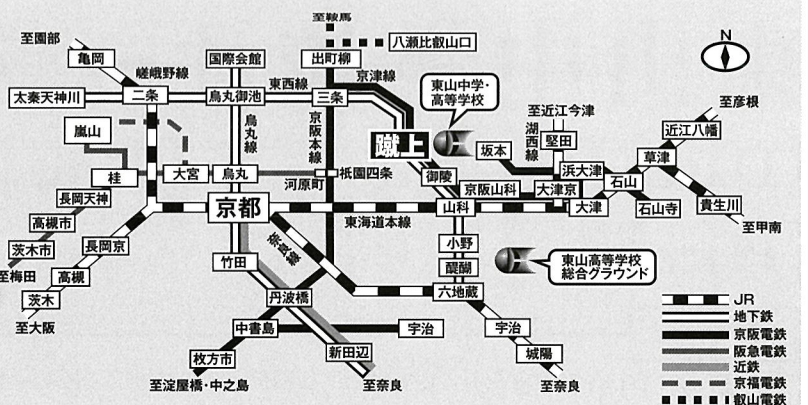 至鞍馬
八瀬比叡山口
N
至園部
亀岡
嵯峨野線
国際会館
出町柳
京津線
東山中学・
高等学校
太秦天神川
二条
烏丸御池
東西線
三条
至近江今津
至彦根
嵐山
烏丸線
京阪本線
蹴上
坂本
湖西線
堅田
近江八幡
桂
大宮
烏丸
河原町
祇園四条
御陵
浜大津
石山
草津
長岡天神
京都
東海道本線
山科
京阪山科
大津京
大津
石山寺
貴生川
至甲南
高槻市
長岡京
奈良線
小野
茨木市
竹田
醍醐
東山高等学校
総合グラウンド
至梅田
高槻
丹波橋
六地蔵
茨木
中書島
宇治
宇治
至大阪
枚方市
新田辺
城陽
至淀屋橋・中之島
至奈良
至奈良
JR
地下鉄
京阪電鉄
阪急電鉄
近鉄
京福電鉄
叡山電鉄